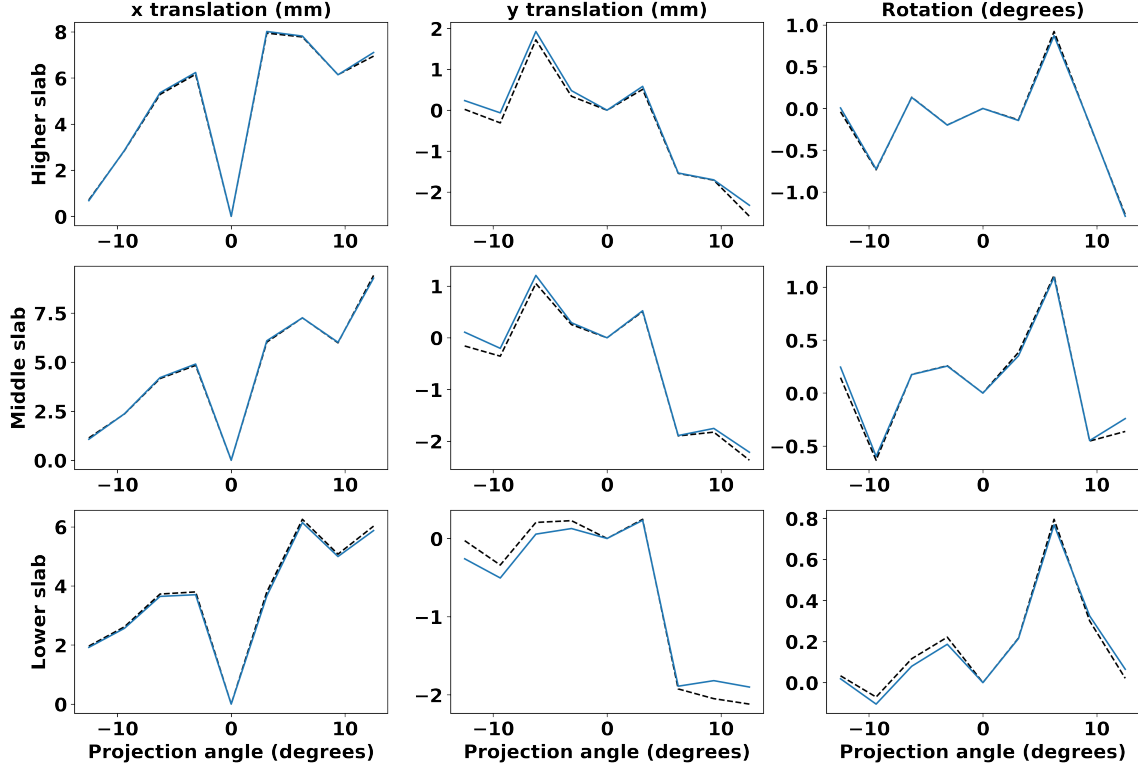 x translation (mm) y translation (mm) Rotation (degrees)
Higher slab
8
6
4
2
0
−10 0 10
2
1
0
−1
−2
−10 0 10
1.0
0.5
0.0
−0.5
−1.0
−10 0 10
Middle slab
7.5
5.0
2.5
0.0
−10 0 10
1
0
−1
−2
−10 0 10
1.0
0.5
0.0
−0.5
−10 0 10
Lower slab
6
4
2
0
−10 0 10
0
−1
−2
−10 0 10
0.8
0.6
0.4
0.2
0.0
−10 0 10
Projection angle (degrees) Projection angle (degrees) Projection angle (degrees)